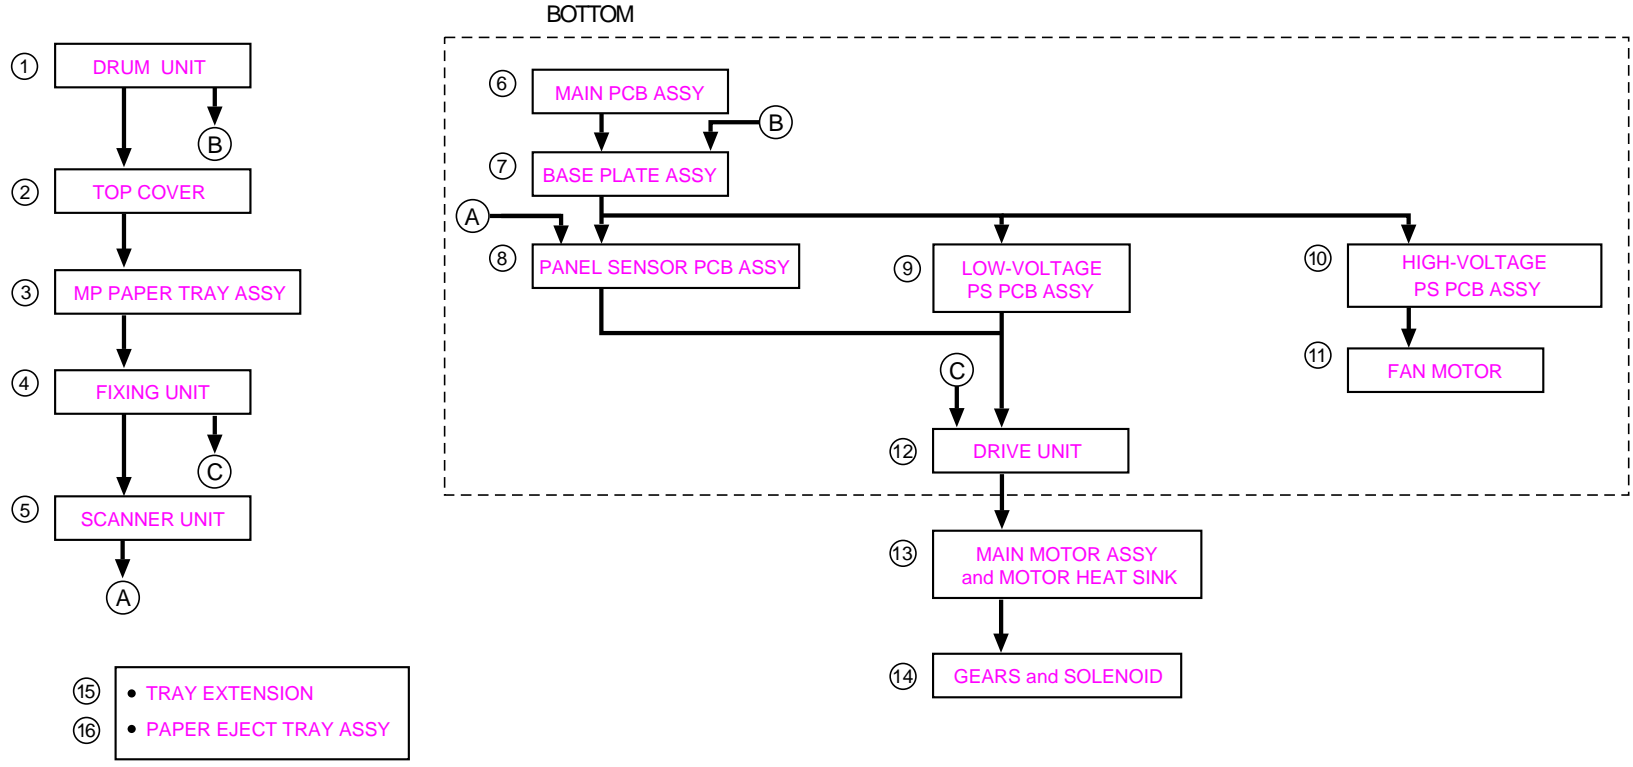 BOTTOM
1
DRUM UNIT
B
2
TOP COVER
3
MP PAPER TRAY ASSY
4
FIXING UNIT
C
5
SCANNER UNIT
A
6
MAIN PCB ASSY
B
7
BASE PLATE ASSY
A
8
PANEL SENSOR PCB ASSY
9
LOW-VOLTAGE
PS PCB ASSY
10
HIGH-VOLTAGE
PS PCB ASSY
11
FAN MOTOR
C
12
DRIVE UNIT
13
MAIN MOTOR ASSY
and MOTOR HEAT SINK
14
GEARS and SOLENOID
15
• TRAY EXTENSION
16
• PAPER EJECT TRAY ASSY